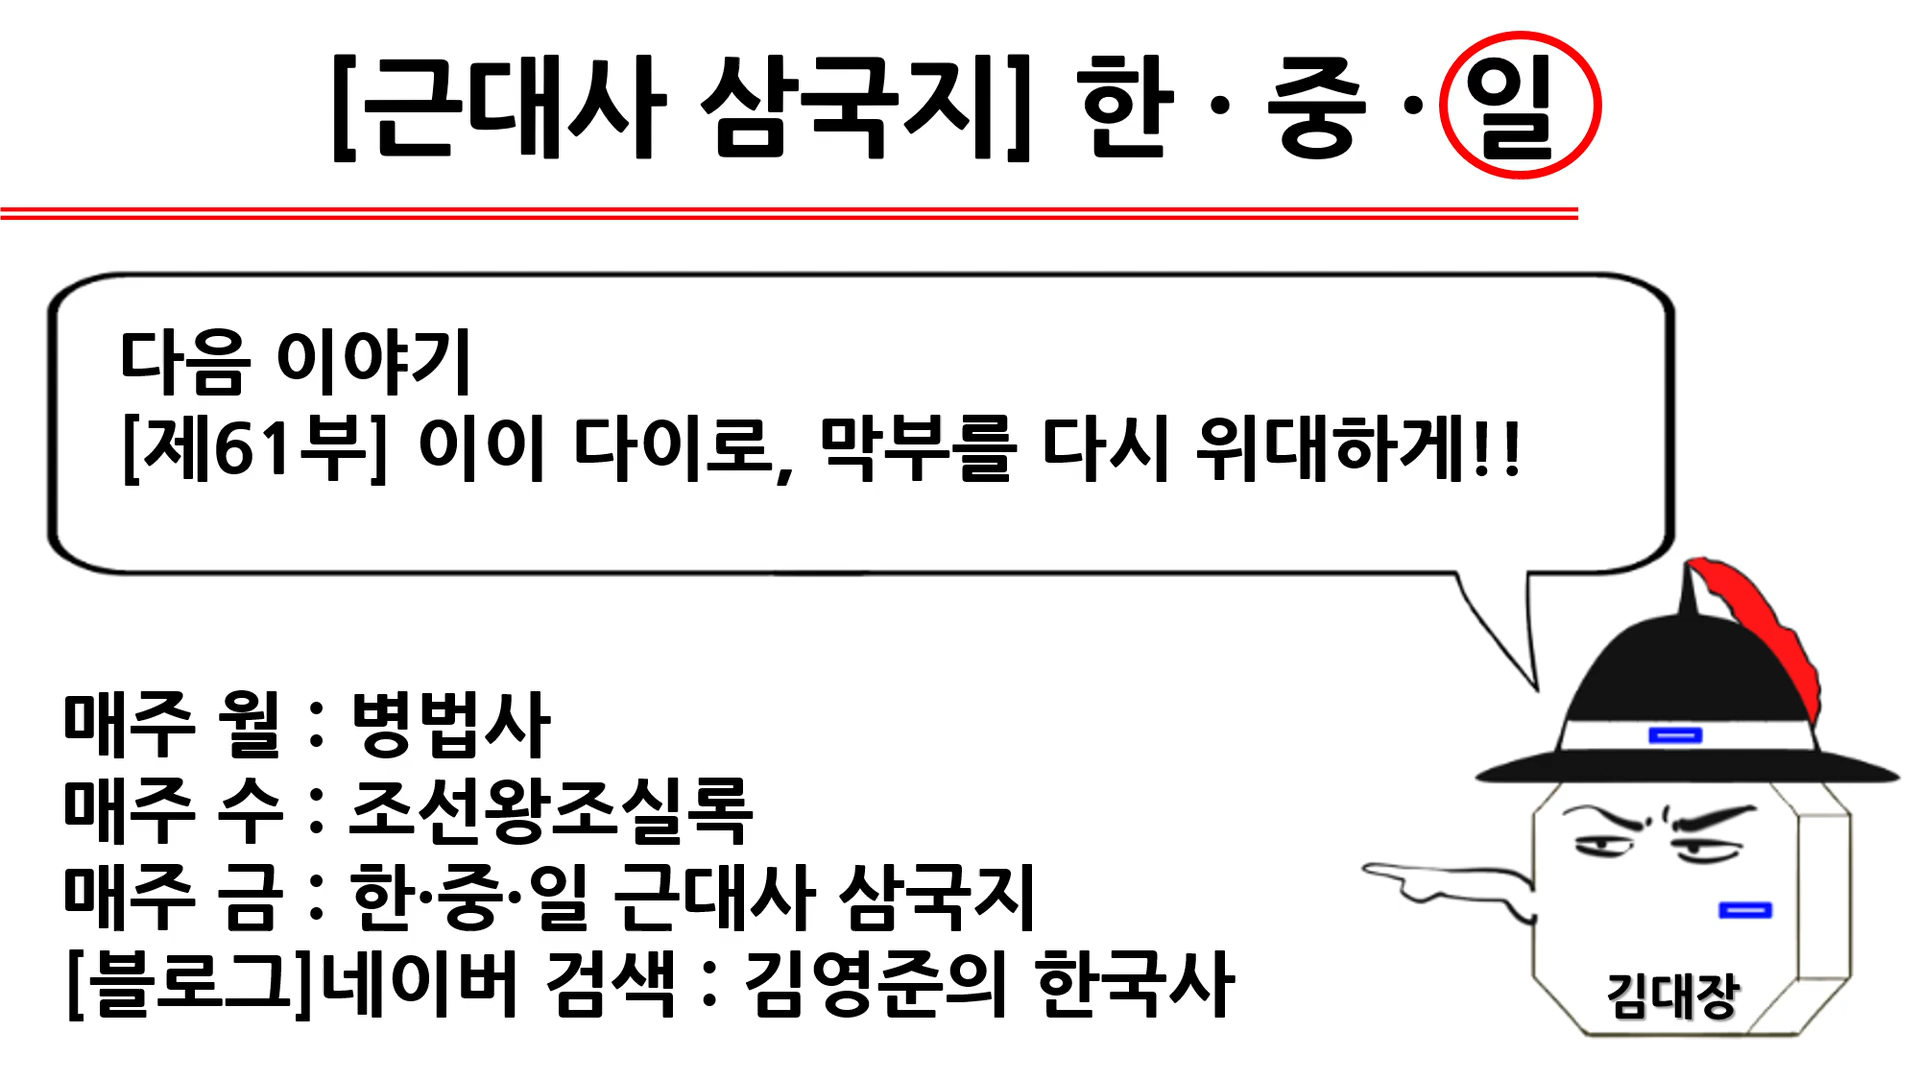 [근대사 삼국지] 한 · 중 · 일
다음 이야기
[제61부] 이이 다이로, 막부를 다시 위대하게!!
매주 월 : 병법사
매주 수 : 조선왕조실록
매주 금 : 한·중·일 근대사 삼국지
[블로그]네이버 검색 : 김영준의 한국사
김대장